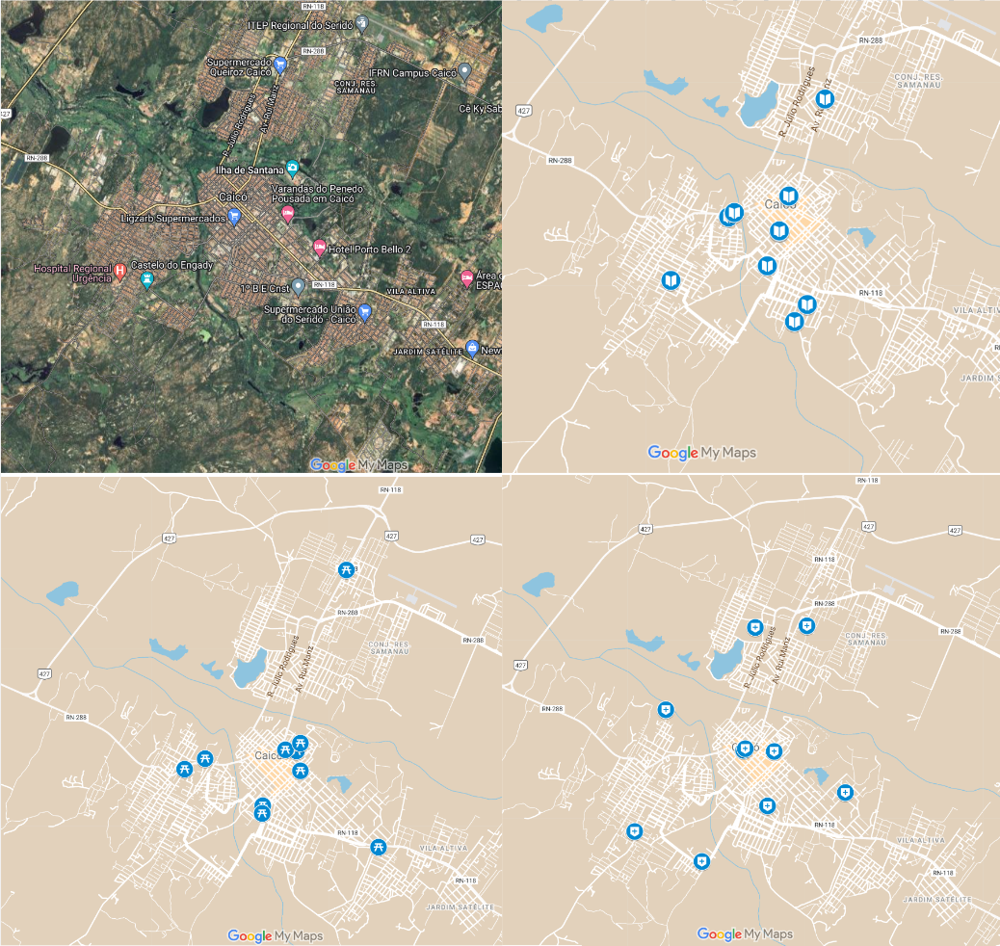 RN-118
ITEP Regional do Seridó
RN-288
Supermercado
Queiroz Caicó
IFRN Campus Caicó
CONJ. RES
SAMANAU
Cê Ky Sab
427
R. Júlio Rodrigues
Av. Rui Mariz
RN-288
Ilha de Santana
Varandas do Penedo
Pousada em Caicó
Caicó
Ligzarb Supermercados
Hotel Porto Bello 2
Hospital Regional
Urgência
Castelo do Engady
Área d
ESPAÇ
1º B E Cnst
RN-118
VILA ALTIVA
Supermercado União
do Seridó - Caicó
RN-118
JARDIM SATÉLITE
New
Google My Maps
RN-288
CONJ. RES
SAMANAU
R. Júlio Rodrigues
Av. Ru
nz
427
RN-288
Caicó
RN-118
VILA ALTIV
R
JARDIM S
Google My Maps
RN-118
427
427
427
RN-288
CONJ. RES
SAMANAU
RN-288
R. Júlio Rodrigues
Av. Rui Mariz
427
RN-288
Caicó
RN-118
VILA ALTIVA
RN-118
JARDIM SATÉLITE
Google My Maps
RN-118
427
427
427
RN-118
RN-288
CONJ. RES
SAMANAU
RN-288
R. Júlio Rodrigues
Av. Rui Mariz
427
RN-288
RN-118
VILA ALTIVA
RN-118
JARDIM SATÉLITE
Google My Maps